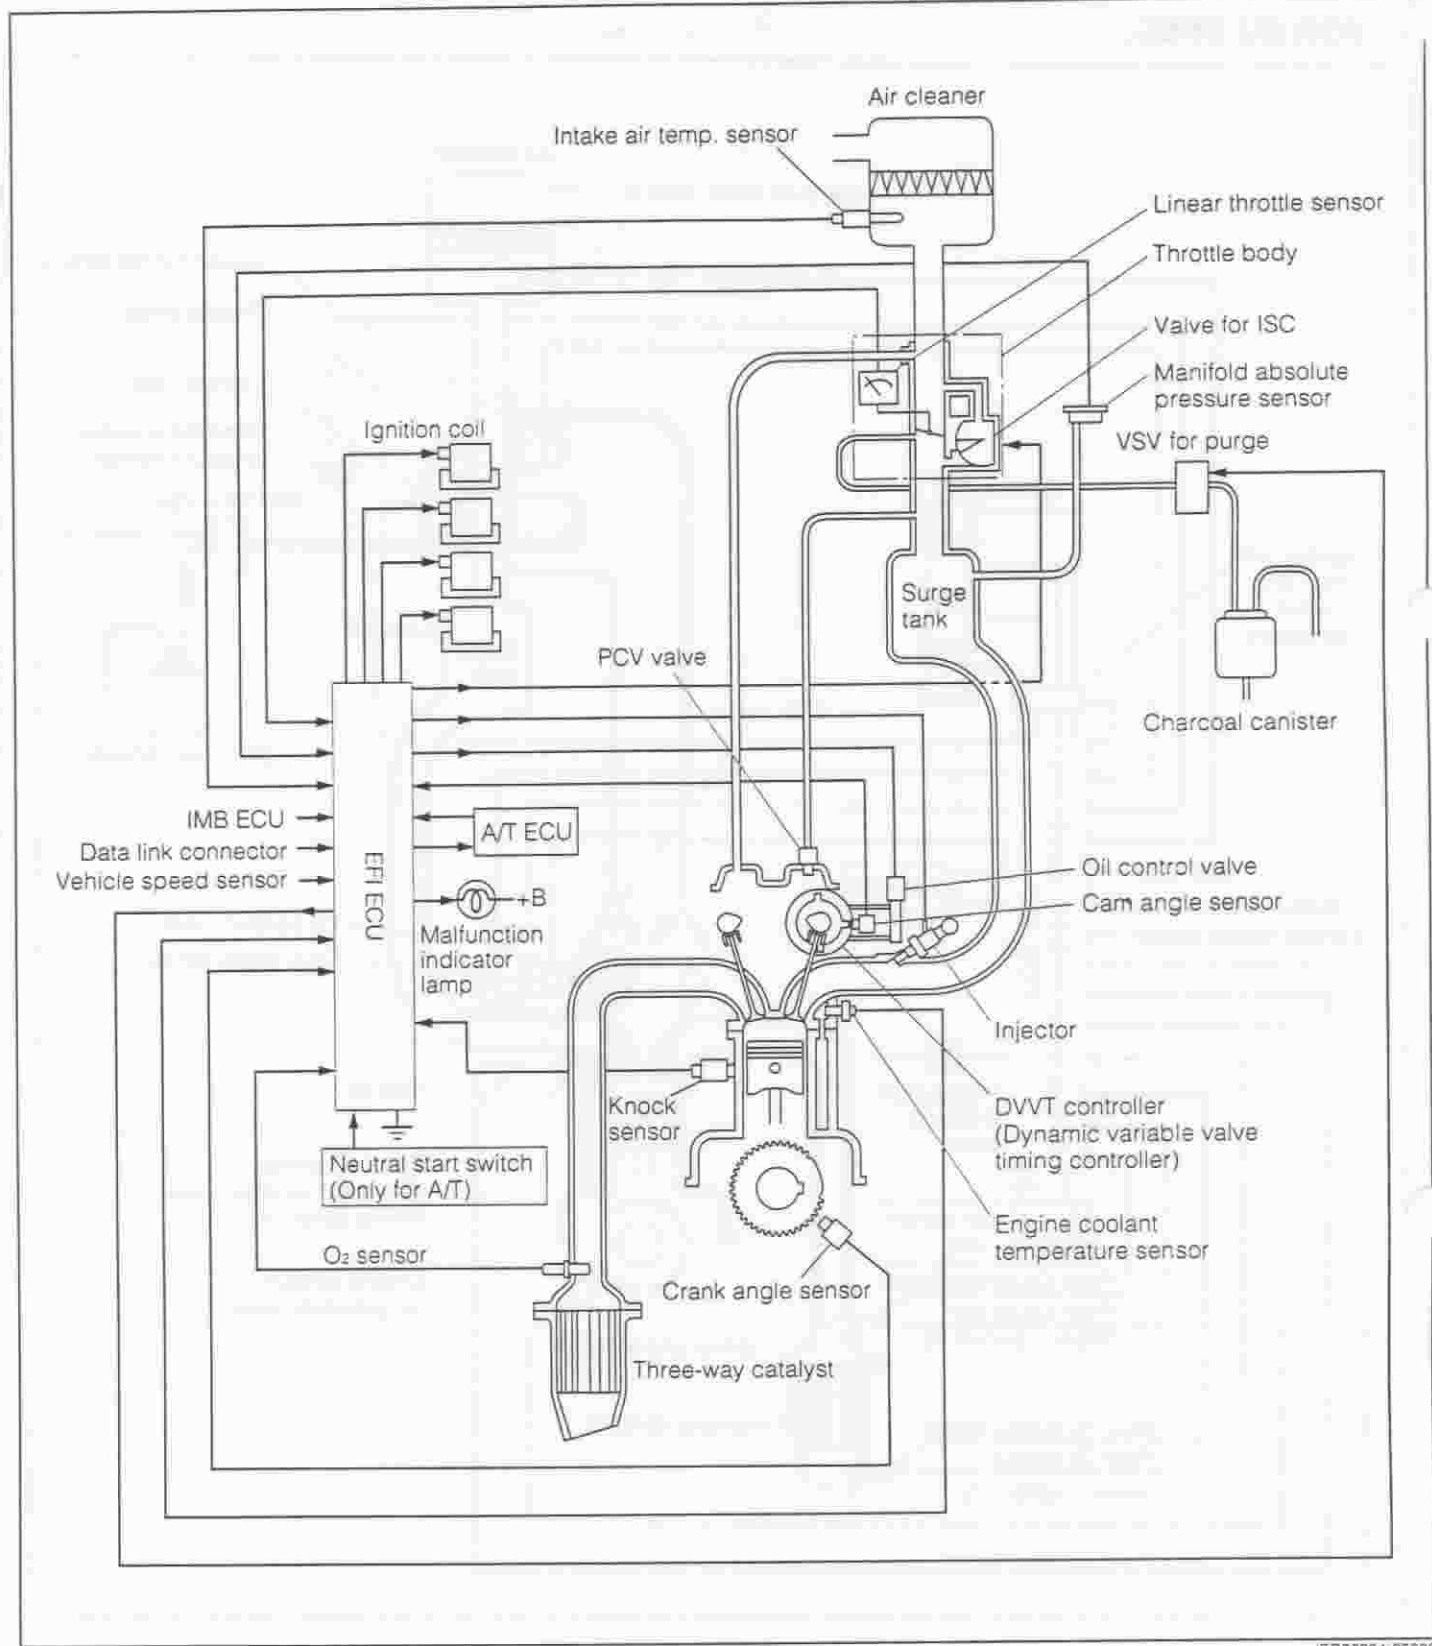 Air cleaner
Intake air temp. sensor
Linear throttle sensor
Throttle body
Valve for ISC
Manifold absolute
pressure sensor
VSV for purge
Ignition coil
Surge
tank
PCV valve
Charcoal canister
IMB ECU
Data link connector
Vehicle speed sensor
EFI ECU
A/T ECU
+B
Malfunction
indicator
lamp
Oil control valve
Cam angle sensor
Injector
Knock
sensor
DVVT controller
(Dynamic variable valve
timing controller)
Neutral start switch
(Only for A/T)
Engine coolant
temperature sensor
O₂ sensor
Crank angle sensor
Three-way catalyst